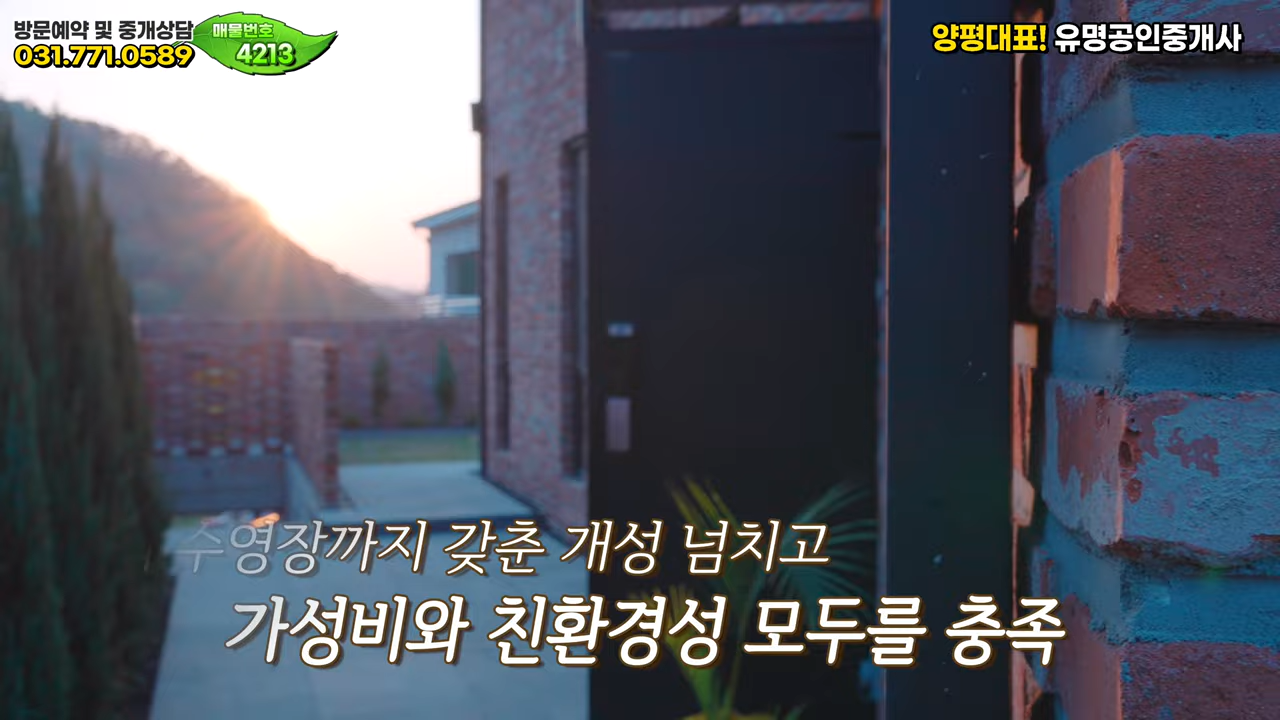 방문예약 및 중개상담
031.771.0589
매물번호
4213
양평대표! 유명공인중개사
수영장까지 갖춘 개성 넘치고
가성비와 친환경성 모두를 충족